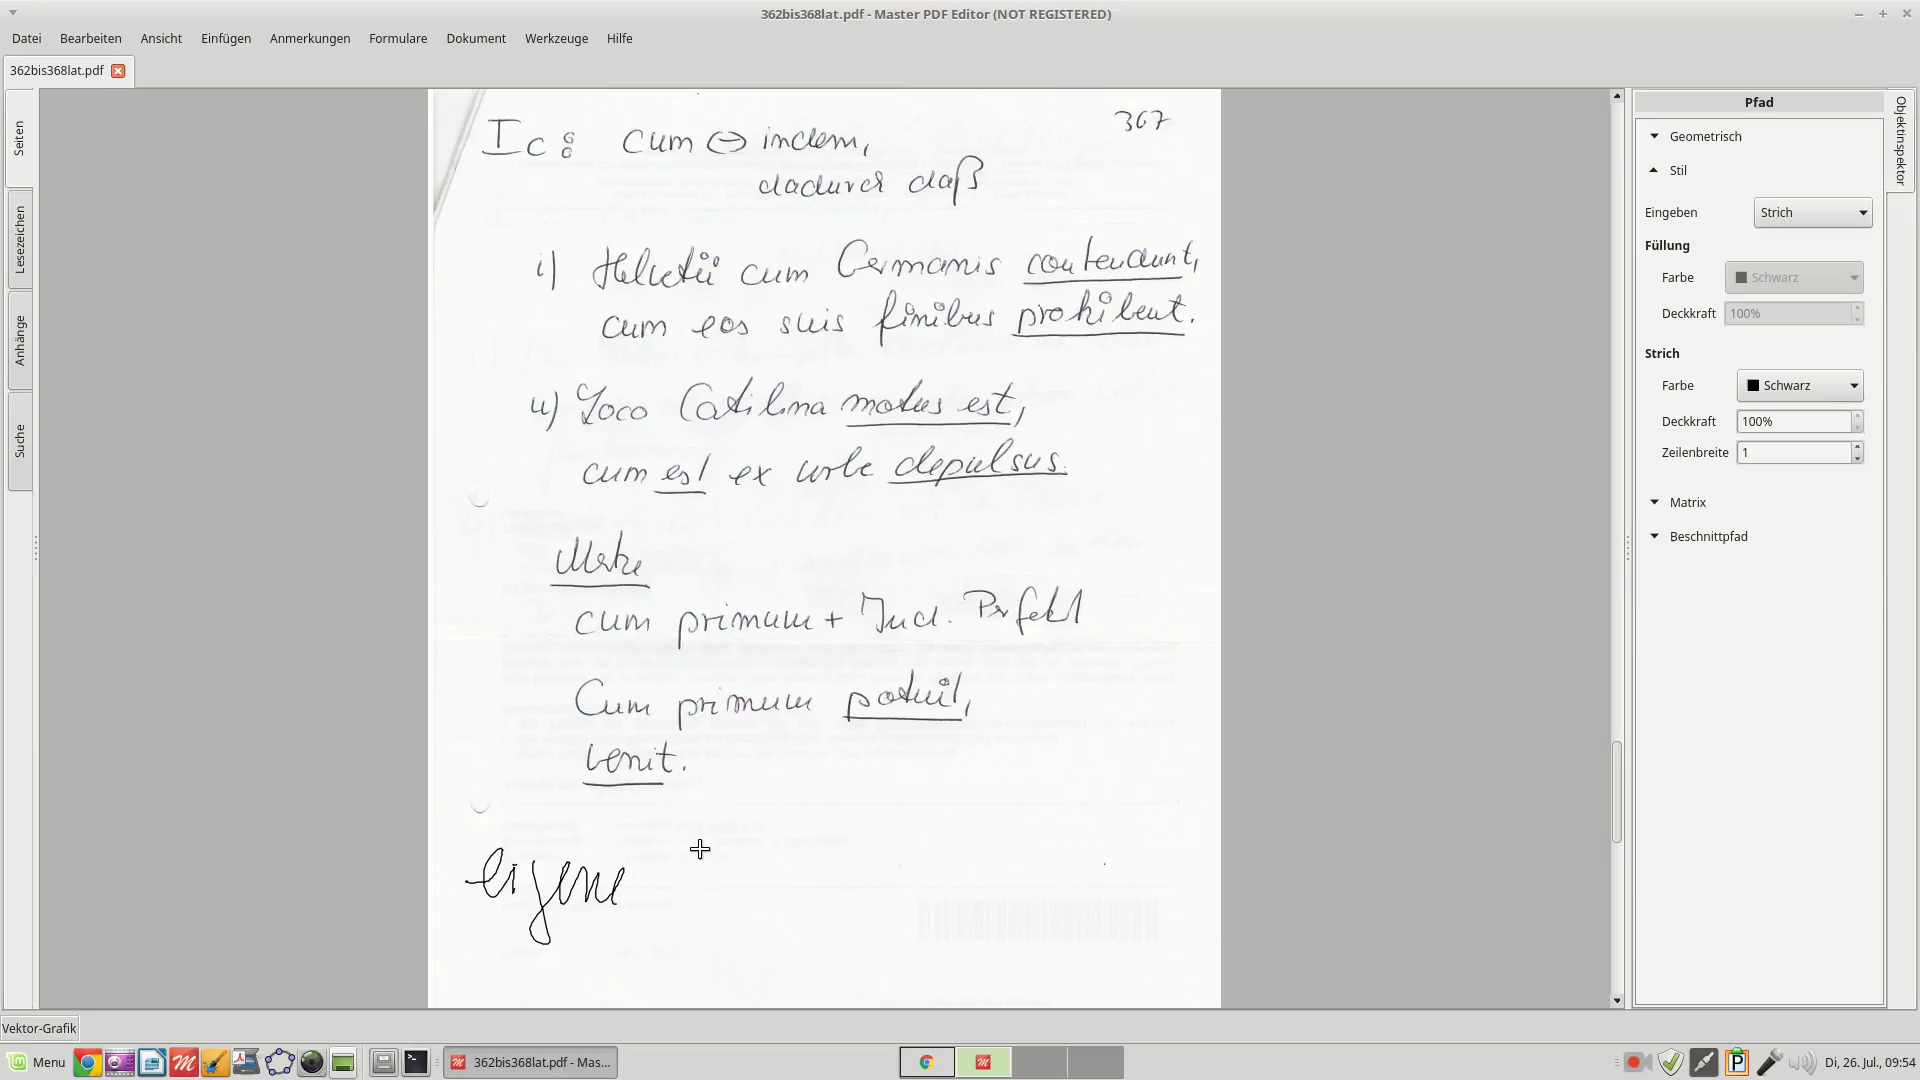 362bis368lat.pdf - Master PDF Editor (NOT REGISTERED)
Datei Bearbeiten Ansicht Einfügen Anmerkungen Formulare Dokument Werkzeuge Hilfe
362bis368lat.pdf
Seiten
Lesezeichen
Anhänge
Suche
367
Ic: cum ⇔ indem,
dadurch daß
i) Helvetii cum Germanis contendunt,
cum eos suis finibus prohibent.
ii) Loco Catilina motus est,
cum est ex urbe depulsus.
Merke
cum primum + Ind. Perfekt
Cum primum potuit,
venit.
eigene
Pfad
Geometrisch
Stil
Eingeben Strich
Füllung
Farbe Schwarz
Deckkraft 100%
Strich
Farbe Schwarz
Deckkraft 100%
Zeilenbreite 1
Matrix
Beschnittpfad
Objektinspektor
Vektor-Grafik
Menu 362bis368lat.pdf - Mas... Di, 26. Jul., 09:54